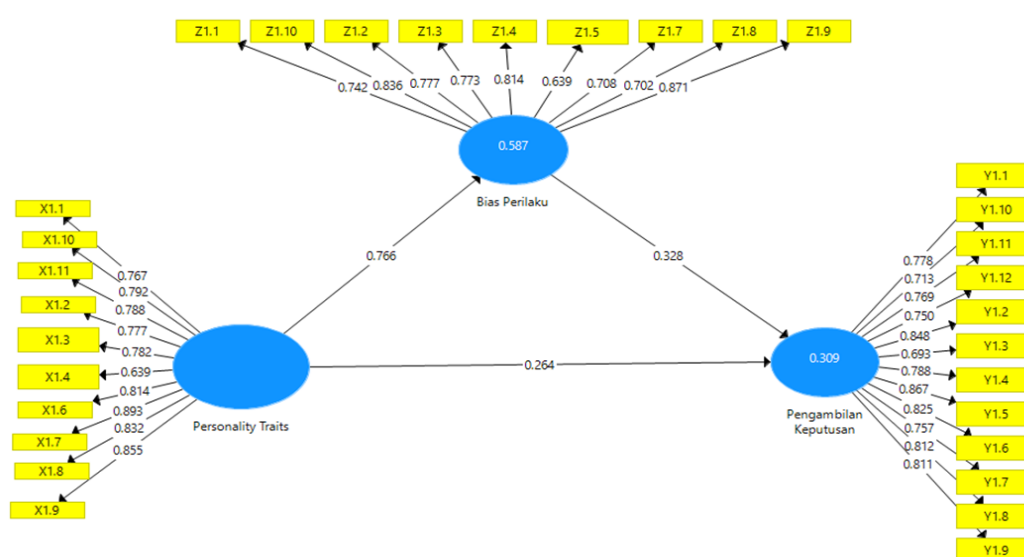 Z1.1
Z1.10
Z1.2
Z1.3
Z1.4
Z1.5
Z1.7
Z1.8
Z1.9
0.742
0.836
0.777
0.773
0.814
0.639
0.708
0.702
0.871
0.587
Bias Perilaku
X1.1
X1.10
X1.11
X1.2
X1.3
X1.4
X1.6
X1.7
X1.8
X1.9
0.767
0.792
0.788
0.777
0.782
0.639
0.814
0.893
0.832
0.855
Personality Traits
0.766
0.328
0.264
0.309
Pengambilan
Keputusan
0.778
0.713
0.769
0.750
0.848
0.693
0.788
0.867
0.825
0.757
0.812
0.811
Y1.1
Y1.10
Y1.11
Y1.12
Y1.2
Y1.3
Y1.4
Y1.5
Y1.6
Y1.7
Y1.8
Y1.9